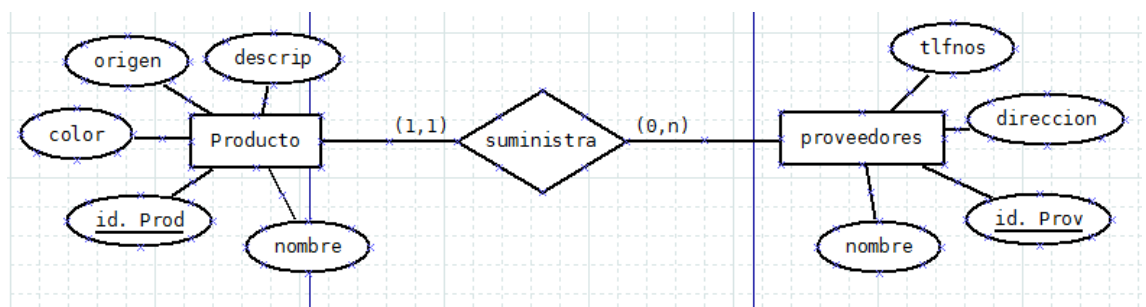 origen
descrip
tlfnos
color
Producto
(1,1)
suministra
(0,n)
proveedores
direccion
id. Prod
nombre
nombre
id. Prov